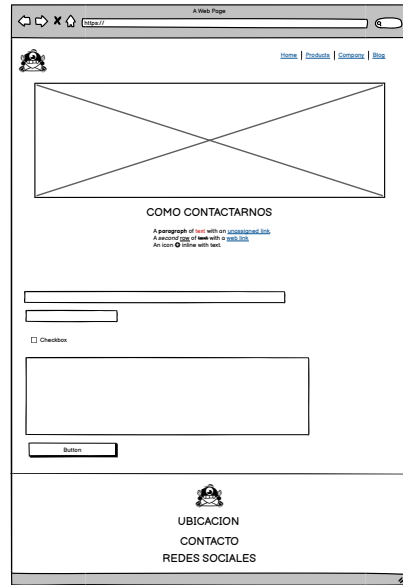 A Web Page
https://
Home Products Company Blog
COMO CONTACTARNOS
A paragraph of text with an unassigned link
A second row of text with a web link
An icon inline with text.
Checkbox
Button
UBICACION
CONTACTO
REDES SOCIALES